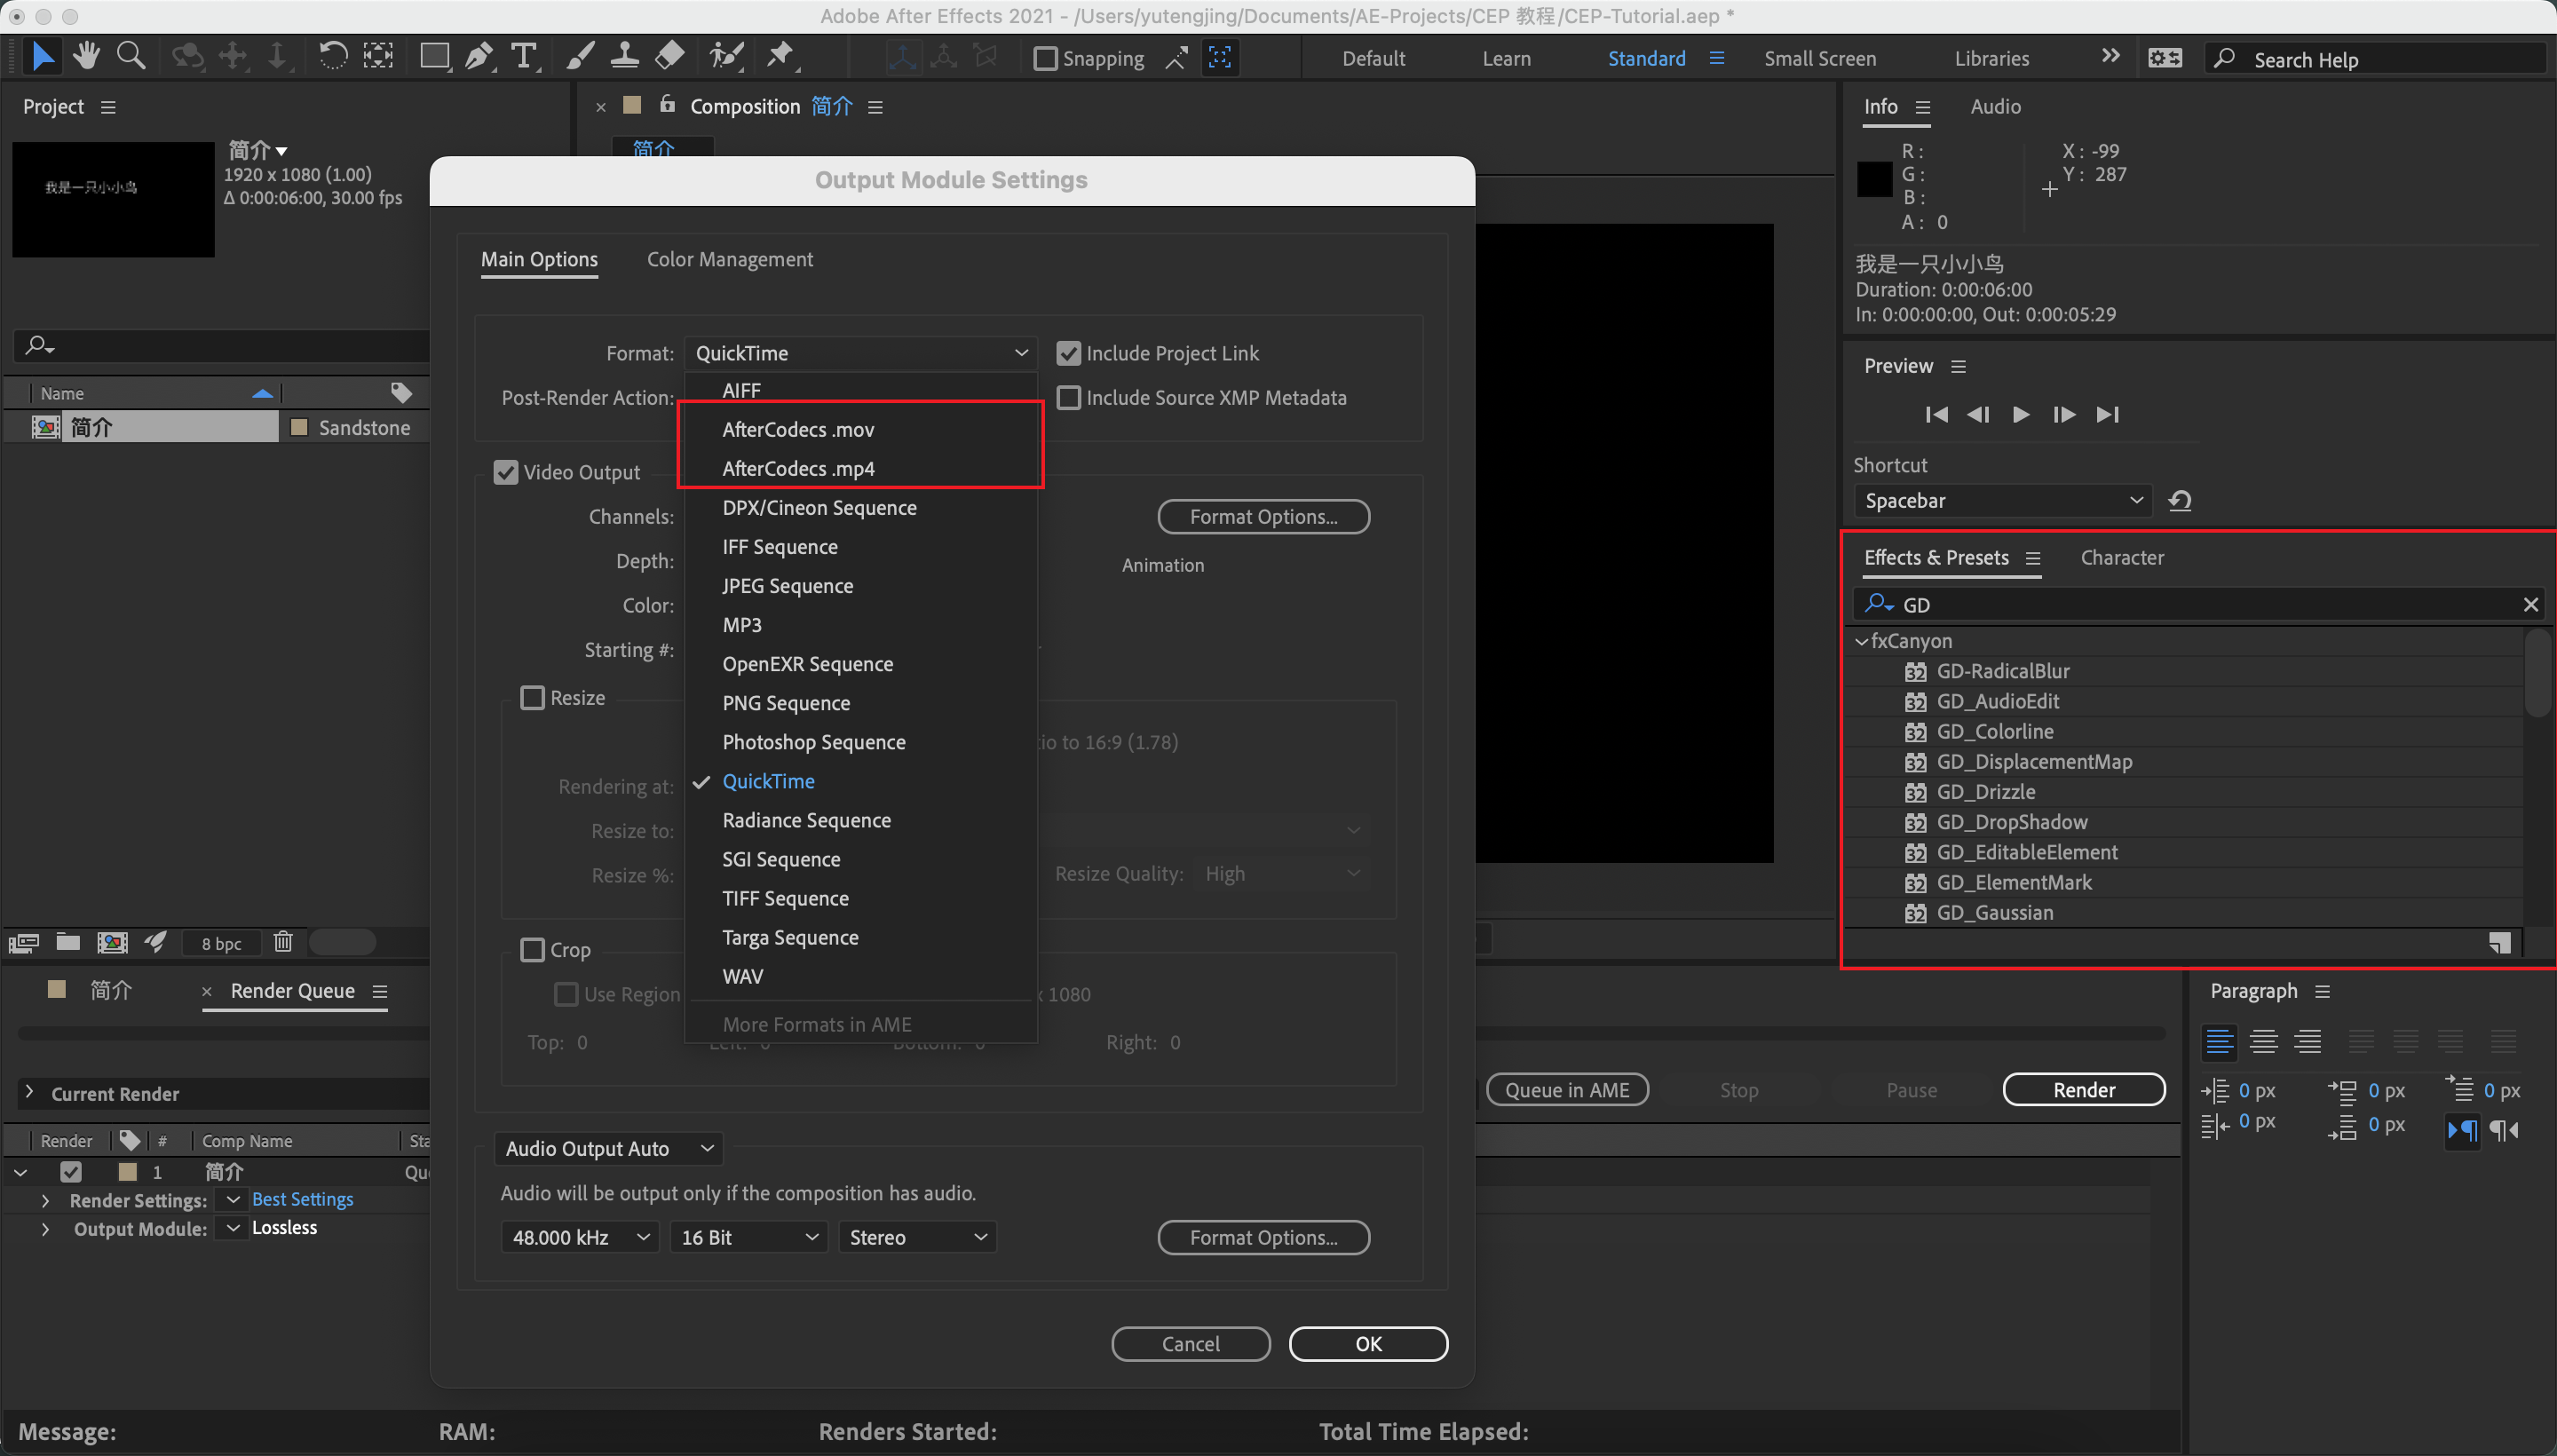 Adobe After Effects 2021 - /Users/yutengjing/Documents/AE-Projects/CEP 教程/CEP-Tutorial.aep *
Snapping
Default
Learn
Standard
Small Screen
Libraries
Search Help
Project
简介
1920 x 1080 (1.00)
Δ 0:00:06:00, 30.00 fps
我是一只小小鸟
Name
简介
Sandstone
8 bpc
Composition 简介
简介
Output Module Settings
Main Options
Color Management
Format:
QuickTime
Include Project Link
Post-Render Action:
Include Source XMP Metadata
AIFF
AfterCodecs .mov
AfterCodecs .mp4
DPX/Cineon Sequence
IFF Sequence
JPEG Sequence
MP3
OpenEXR Sequence
PNG Sequence
Photoshop Sequence
QuickTime
Radiance Sequence
SGI Sequence
TIFF Sequence
Targa Sequence
WAV
More Formats in AME
Video Output
Channels:
Format Options...
Depth:
Animation
Color:
Starting #:
Resize
to 16:9 (1.78)
Rendering at:
Resize to:
Resize %:
Resize Quality: High
Crop
Use Region
x 1080
Top: 0
Left: 0
Bottom: 0
Right: 0
Audio Output Auto
Audio will be output only if the composition has audio.
48.000 kHz
16 Bit
Stereo
Format Options...
Cancel
OK
Info
Audio
R :
G :
B :
A : 0
X : -99
Y : 287
我是一只小小鸟
Duration: 0:00:06:00
In: 0:00:00:00, Out: 0:00:05:29
Preview
Shortcut
Spacebar
Effects & Presets
Character
GD
fxCanyon
32 GD-RadicalBlur
32 GD_AudioEdit
32 GD_Colorline
32 GD_DisplacementMap
32 GD_Drizzle
32 GD_DropShadow
32 GD_EditableElement
32 GD_ElementMark
32 GD_Gaussian
Paragraph
0 px
0 px
0 px
0 px
0 px
简介
Render Queue
Current Render
Queue in AME
Stop
Pause
Render
Render
#
Comp Name
1
简介
Render Settings:
Best Settings
Output Module:
Lossless
Message:
RAM:
Renders Started:
Total Time Elapsed: